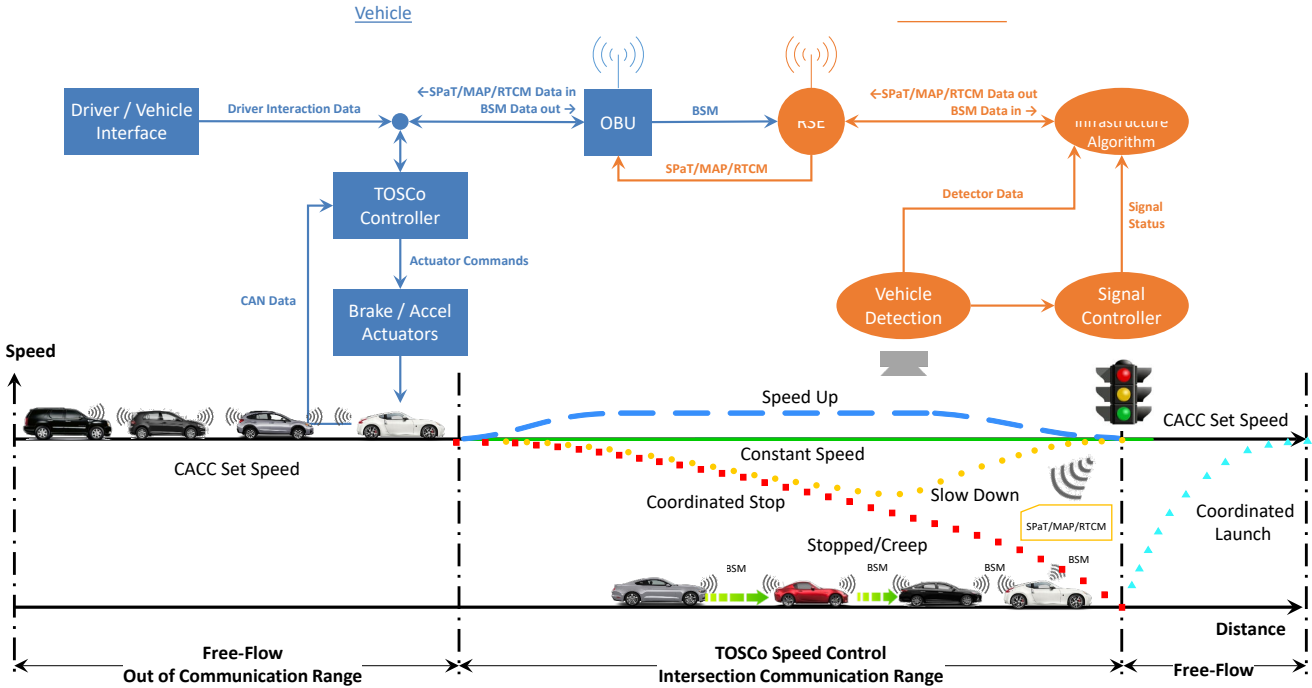 Vehicle
Driver / Vehicle
Interface
Driver Interaction Data
←SPaT/MAP/RTCM Data in
BSM Data out →
OBU
BSM
RSE
←SPaT/MAP/RTCM Data out
BSM Data in →
Infrastructure
Algorithm
SPaT/MAP/RTCM
TOSCo
Controller
Detector Data
Signal
Status
Actuator Commands
CAN Data
Brake / Accel
Actuators
Vehicle
Detection
Signal
Controller
Speed
Speed Up
CACC Set Speed
CACC Set Speed
Constant Speed
Coordinated Stop
Slow Down
SPaT/MAP/RTCM
Coordinated
Launch
Stopped/Creep
BSM
BSM
BSM
BSM
Distance
Free-Flow
Out of Communication Range
TOSCo Speed Control
Intersection Communication Range
Free-Flow